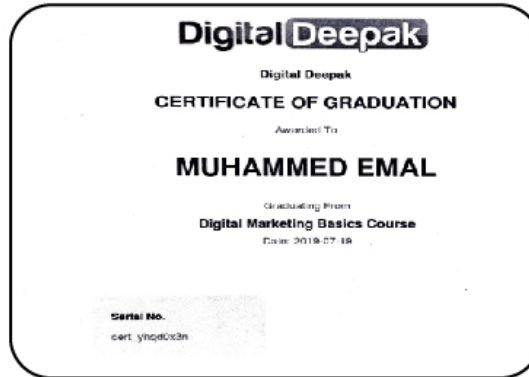 Digital Deepak
Digital Deepak
CERTIFICATE OF GRADUATION
Awarded To
MUHAMMED EMAL
Graduating From
Digital Marketing Basics Course
Date: 2019-07-19
Serial No.